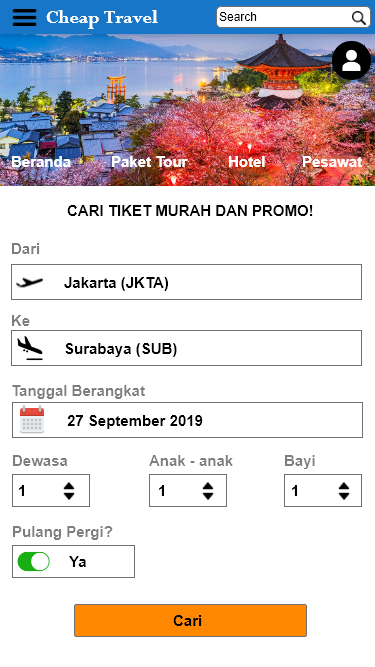 Cheap Travel
Search
Beranda Paket Tour Hotel Pesawat
CARI TIKET MURAH DAN PROMO!
Dari
Jakarta (JKTA)
Ke
Surabaya (SUB)
Tanggal Berangkat
27 September 2019
Dewasa Anak - anak Bayi
1 1 1
Pulang Pergi?
Ya
Cari